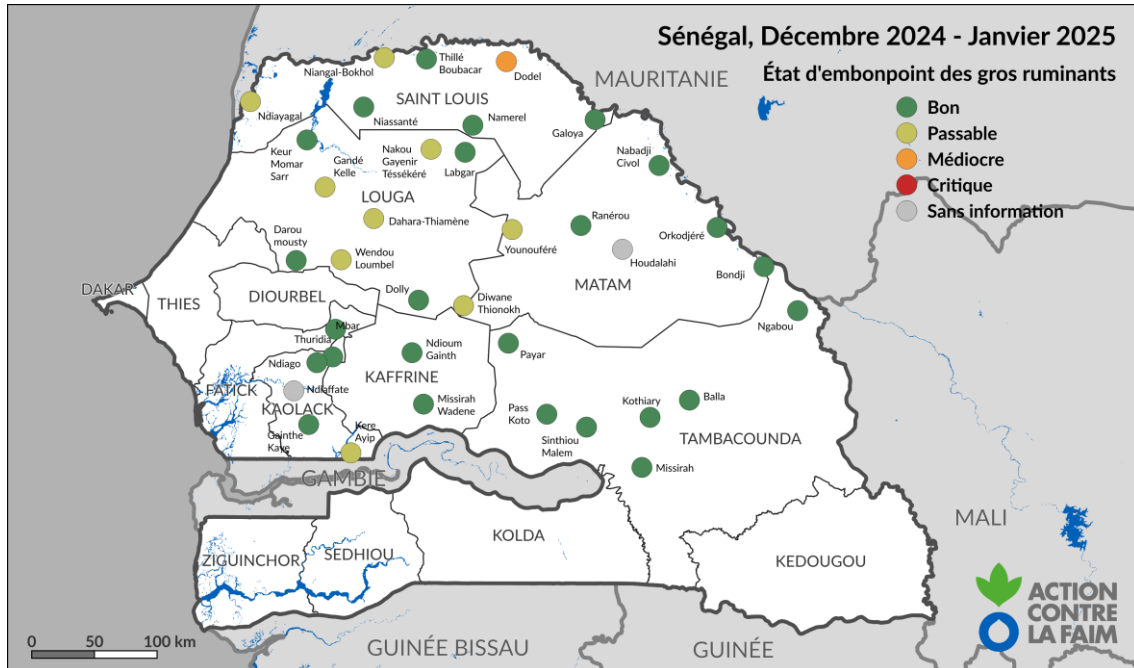 Sénégal, Décembre 2024 - Janvier 2025
État d'embonpoint des gros ruminants
Bon
Passable
Médiocre
Critique
Sans information
MAURITANIE
Niangal-Bokhol
Thillé
Boubacar
Dodel
SAINT LOUIS
Ndiayagal
Niassanté
Namerel
Galoya
Keur
Momar
Sarr
Gandé
Kelle
Nakou
Gayenir
Téssékéré
Labgar
Nabadji
Civol
LOUGA
Dahara-Thiamène
Ranérou
Orkodjéré
Younouféré
Houdalahi
Darou
mousty
Wendou
Loumbel
Bondji
MATAM
DAKAR
THIES
DIOURBEL
Dolly
Diwane
Thionokh
Ngabou
Mbar
Thuridia
Ndiago
Ndioum
Gainth
Payar
KAFFRINE
FATICK
Ndiaffate
KAOLACK
Missirah
Wadene
Pass
Koto
Kothiary
Balla
Gainthe
Kaye
Kere
Ayip
Sinthiou
Malem
TAMBACOUNDA
Missirah
GAMBIE
MALI
KOLDA
ZIGUINCHOR
SEDHIOU
KEDOUGOU
GUINÉE BISSAU
GUINÉE
0 50 100 km
ACTION
CONTRE
LA FAIM